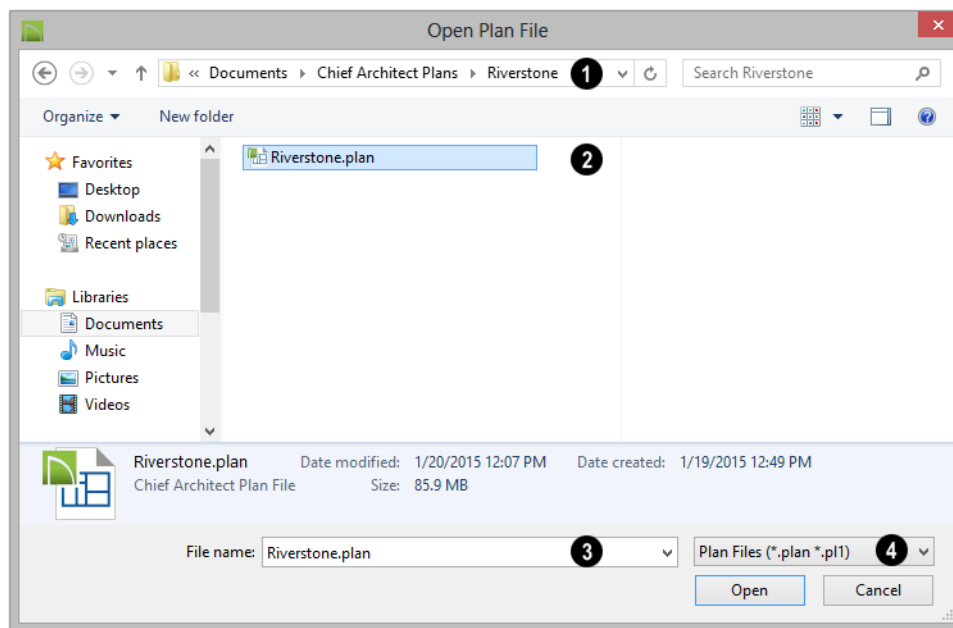 Open Plan File
« Documents Chief Architect Plans Riverstone 1 Search Riverstone
Organize New folder
Favorites
Riverstone.plan 2
Desktop
Downloads
Recent places
Libraries
Documents
Music
Pictures
Videos
Riverstone.plan Date modified: 1/20/2015 12:07 PM Date created: 1/19/2015 12:49 PM
Chief Architect Plan File Size: 85.9 MB
File name: Riverstone.plan 3 Plan Files (*.plan *.pl1) 4
Open Cancel